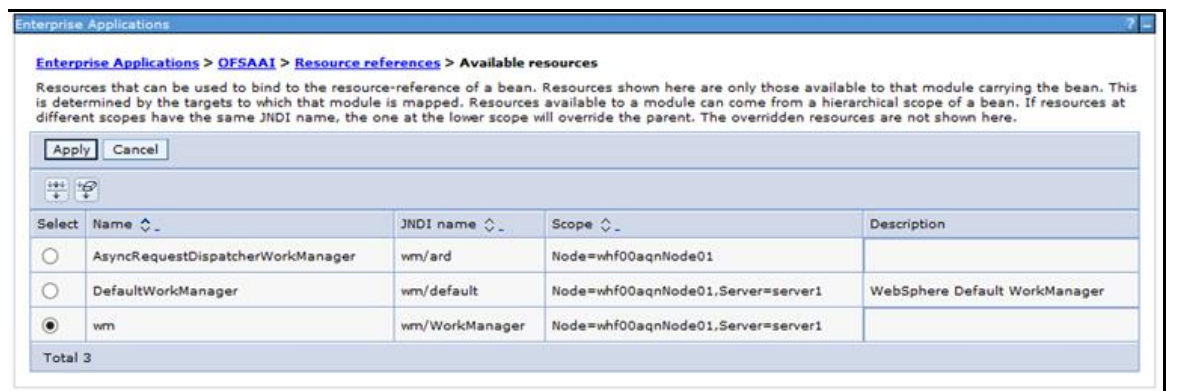 Enterprise Applications ? -
Enterprise Applications > OFSAAI > Resource references > Available resources
Resources that can be used to bind to the resource-reference of a bean. Resources shown here are only those available to that module carrying the bean. This
is determined by the targets to which that module is mapped. Resources available to a module can come from a hierarchical scope of a bean. If resources at
different scopes have the same JNDI name, the one at the lower scope will override the parent. The overridden resources are not shown here.
Apply Cancel
Select Name JNDI name Scope Description
AsyncRequestDispatcherWorkManager wm/ard Node=whf00aqnNode01
DefaultWorkManager wm/default Node=whf00aqnNode01,Server=server1 WebSphere Default WorkManager
wm wm/WorkManager Node=whf00aqnNode01,Server=server1
Total 3